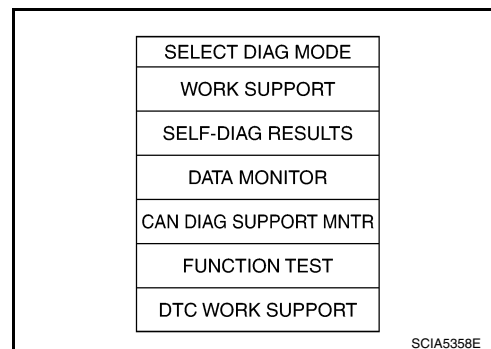 SELECT DIAG MODE
WORK SUPPORT
SELF-DIAG RESULTS
DATA MONITOR
CAN DIAG SUPPORT MNTR
FUNCTION TEST
DTC WORK SUPPORT
SCIA5358E